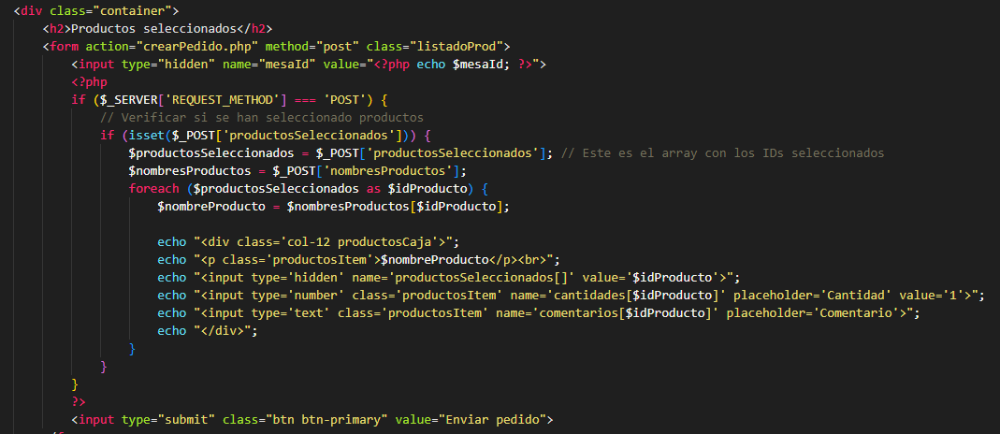 <div class="container">
<h2>Productos seleccionados</h2>
<form action="crearPedido.php" method="post" class="listadoProd">
<input type="hidden" name="mesaId" value="<?php echo $mesaId; ?>">
<?php
if ($_SERVER['REQUEST_METHOD'] === 'POST') {
// Verificar si se han seleccionado productos
if (isset($_POST['productosSeleccionados'])) {
$productosSeleccionados = $_POST['productosSeleccionados']; // Este es el array con los IDs seleccionados
$nombresProductos = $_POST['nombresProductos'];
foreach ($productosSeleccionados as $idProducto) {
$nombreProducto = $nombresProductos[$idProducto];
echo "<div class='col-12 productosCaja'>";
echo "<p class='productosItem'>$nombreProducto</p><br>";
echo "<input type='hidden' name='productosSeleccionados[]' value='$idProducto'>";
echo "<input type='number' class='productosItem' name='cantidades[$idProducto]' placeholder='Cantidad' value='1'>";
echo "<input type='text' class='productosItem' name='comentarios[$idProducto]' placeholder='Comentario'>";
echo "</div>";
}
}
}
?>
<input type="submit" class="btn btn-primary" value="Enviar pedido">